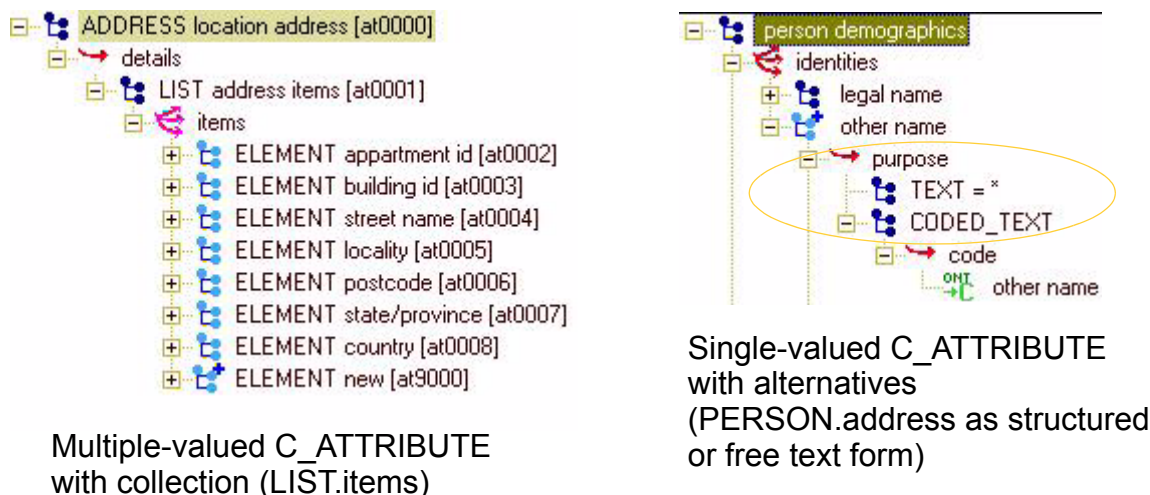 ADDRESS location address [at0000]
details
LIST address items [at0001]
items
ELEMENT appartment id [at0002]
ELEMENT building id [at0003]
ELEMENT street name [at0004]
ELEMENT locality [at0005]
ELEMENT postcode [at0006]
ELEMENT state/province [at0007]
ELEMENT country [at0008]
ELEMENT new [at9000]
Multiple-valued C_ATTRIBUTE
with collection (LIST.items)
person demographics
identities
legal name
other name
purpose
TEXT = *
CODED_TEXT
code
ONT C other name
Single-valued C_ATTRIBUTE
with alternatives
(PERSON.address as structured
or free text form)